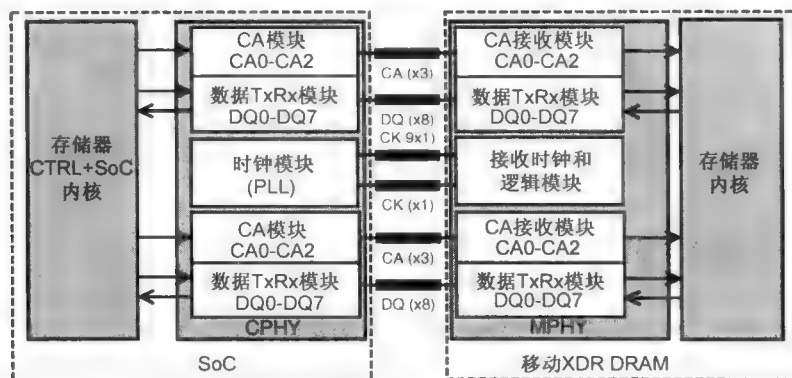 CA模块
CA0-CA2
数据TxRx模块
DQ0-DQ7
时钟模块
(PLL)
CA模块
CA0-CA2
数据TxRx模块
DQ0-DQ7
CPHY
存储器
CTRL+SoC
内核
SoC
CA (x3)
DQ (x8)
CK 9x1)
CK (x1)
CA (x3)
DQ (x8)
CA接收模块
CA0-CA2
数据TxRx模块
DQ0-DQ7
接收时钟和
逻辑模块
CA接收模块
CA0-CA2
数据TxRx模块
DQ0-DQ7
MPHY
存储器
内核
移动XDR DRAM